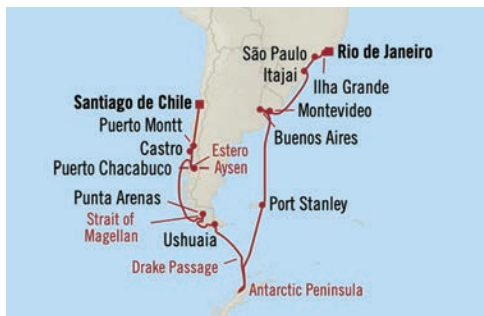 São Paulo
Rio de Janeiro
Itajai
Ilha Grande
Santiago de Chile
Montevideo
Puerto Montt
Buenos Aires
Castro
Estero
Aysen
Puerto Chacabuco
Punta Arenas
Port Stanley
Strait of
Magellan
Ushuaia
Drake Passage
Antarctic Peninsula